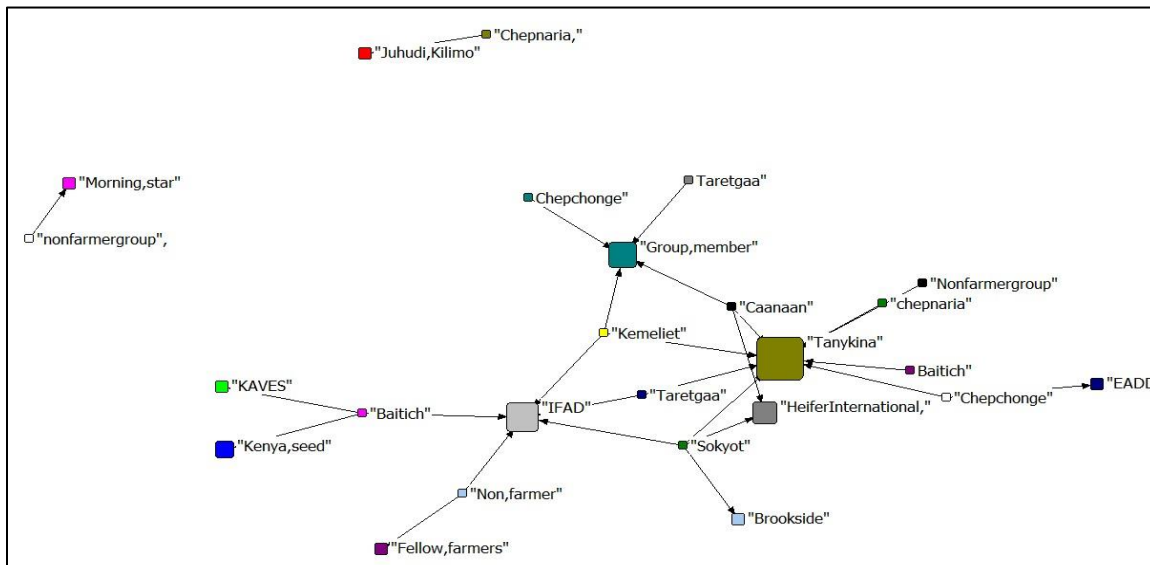 "Chepnaria,"
"Juhudi,Kilimo"
"Morning,star"
Taretgaa"
Chepchonge"
"nonfarmergroup",
"Group,member"
"Nonfarmergroup"
"chepnaria"
"Caanaan"
"Kemeliet"
"Tanykina"
Baitich"
"KAVES"
"EADD
"Taretgaa"
"Chepchonge"
"IFAD"
"Baitich"
"HeiferInternational,"
"Kenya,seed"
"Sokyot"
"Non,farmer"
"Brookside"
"Fellow,farmers"